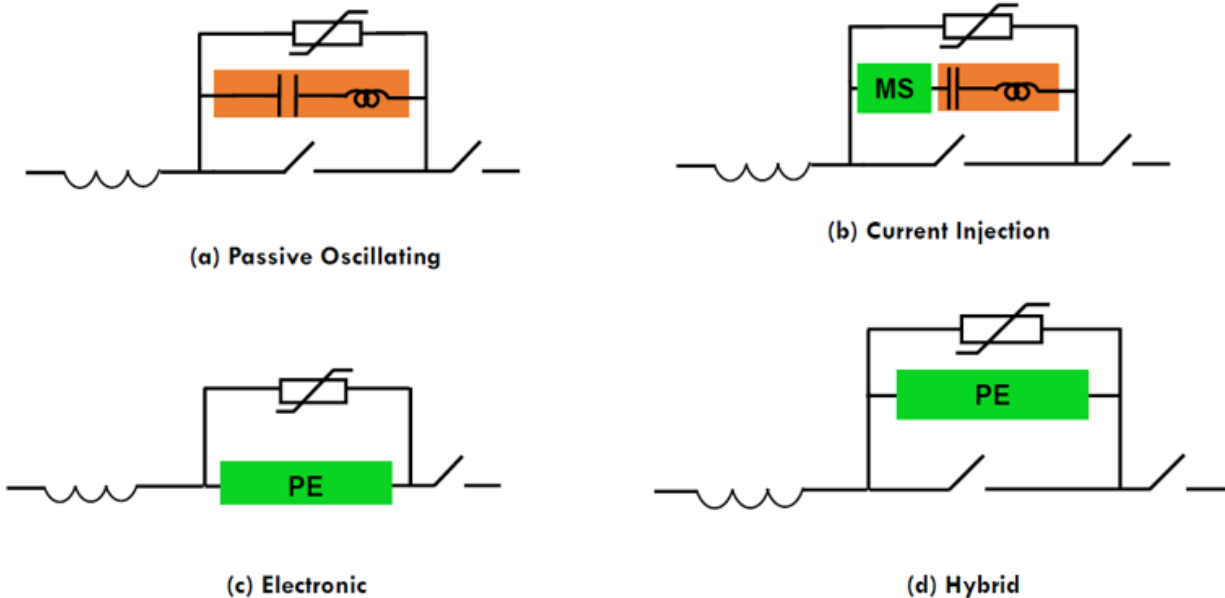 MS
(a) Passive Oscillating
(b) Current Injection
PE
(c) Electronic
PE
(d) Hybrid